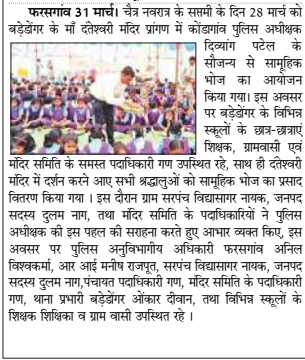 फरसगांव 31 मार्च। चैत्र नवरात्र के सप्तमी के दिन 28 मार्च को
बड़ेडोंगर के माँ दंतेश्वरी मंदिर प्रांगण में कोंडागांव पुलिस अधीक्षक
दिव्यांग पटेल के
सौजन्य से सामूहिक
भोज का आयोजन
किया गया। इस अवसर
पर बड़ेडोंगर के विभिन्न
स्कूलों के छात्र-छात्राएं
शिक्षक, ग्रामवासी एवं
मंदिर समिति के समस्त पदाधिकारी गण उपस्थित रहे, साथ ही दंतेश्वरी
मंदिर में दर्शन करने आए सभी श्रद्धालुओं को सामूहिक भोज का प्रसाद
वितरण किया गया । इस दौरान ग्राम सरपंच विद्यासागर नायक, जनपद
सदस्य दुलम नाग, तथा मंदिर समिति के पदाधिकारियों ने पुलिस
अधीक्षक की इस पहल की सराहना करते हुए आभार व्यक्त किए, इस
अवसर पर पुलिस अनुविभागीय अधिकारी फरसगांव अनिल
विश्वकर्मा, आर आई मनीष राजपूत, सरपंच विद्यासागर नायक, जनपद
सदस्य दुलम नाग,पंचायत पदाधिकारी गण, मंदिर समिति के पदाधिकारी
गण, थाना प्रभारी बड़ेडोंगर ओंकार दीवान, तथा विभिन्न स्कूलों के
शिक्षक शिक्षिका व ग्राम वासी उपस्थित रहे ।